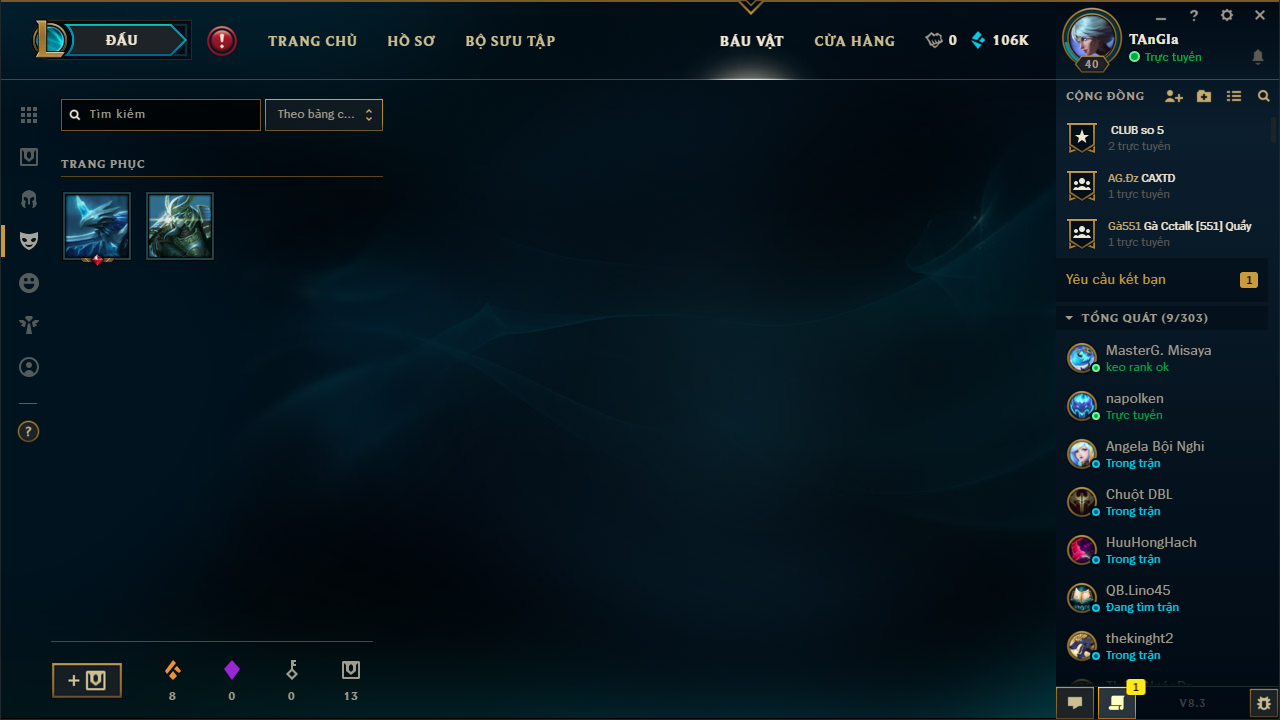 ĐẤU
TRANG CHỦ
HỒ SƠ
BỘ SƯU TẬP
BÁU VẬT
CỬA HÀNG
0
106K
?
40
TAnGIa
Trực tuyến
Tìm kiếm
Theo bảng c...
TRANG PHỤC
?
8
0
0
13
CỘNG ĐỒNG
CLUB so 5
2 trực tuyến
AG.Đz CAXTD
1 trực tuyến
Gà551 Gà Cctalk [551] Quẩy
1 trực tuyến
Yêu cầu kết bạn
1
TỔNG QUÁT (9/303)
MasterG. Misaya
keo rank ok
napolken
Trực tuyến
Angela Bội Nghi
Trong trận
Chuột DBL
Trong trận
HuuHongHach
Trong trận
QB.Lino45
Đang tìm trận
thekinght2
Trong trận
1
V8.3